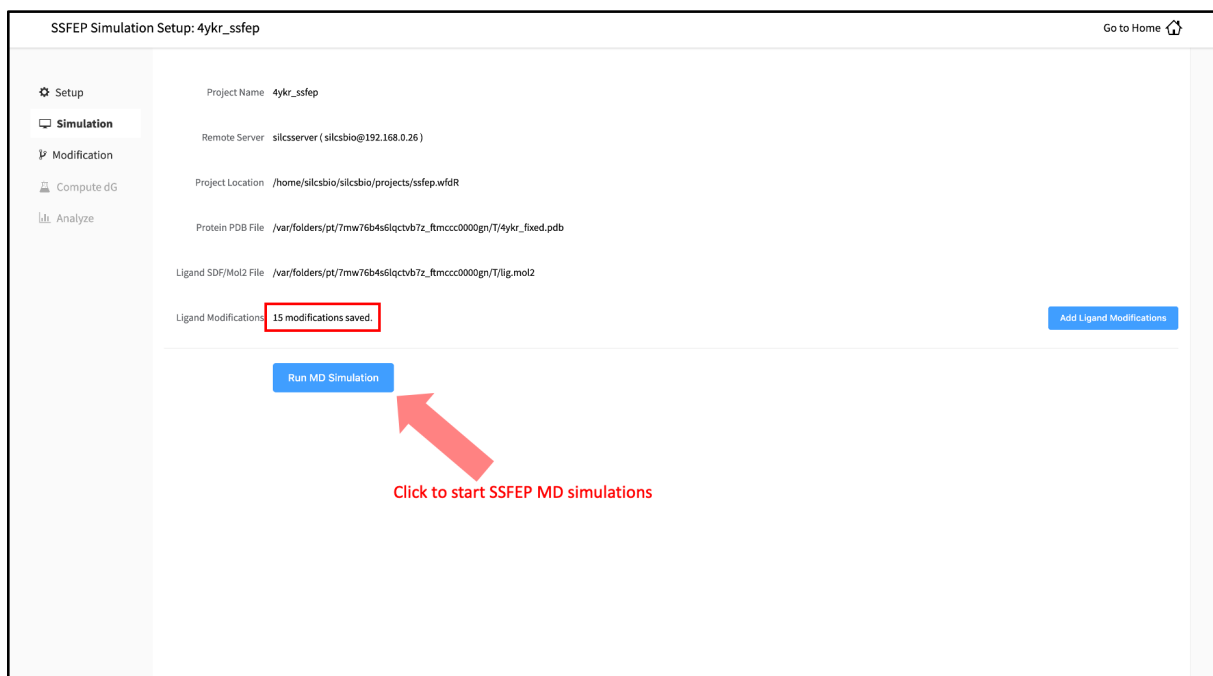 SSFEP Simulation Setup: 4ykr_ssfep
Go to Home
Setup
Simulation
Modification
Compute dG
Analyze
Project Name 4ykr_ssfep
Remote Server silcsserver ( silcsbio@192.168.0.26 )
Project Location /home/silcsbio/silcsbio/projects/ssfep.wfdR
Protein PDB File /var/folders/pt/7mw76b4s6lqctvb7z_ftmccc0000gn/T/4ykr_fixed.pdb
Ligand SDF/Mol2 File /var/folders/pt/7mw76b4s6lqctvb7z_ftmccc0000gn/T/lig.mol2
Ligand Modifications 15 modifications saved.
Add Ligand Modifications
Run MD Simulation
Click to start SSFEP MD simulations